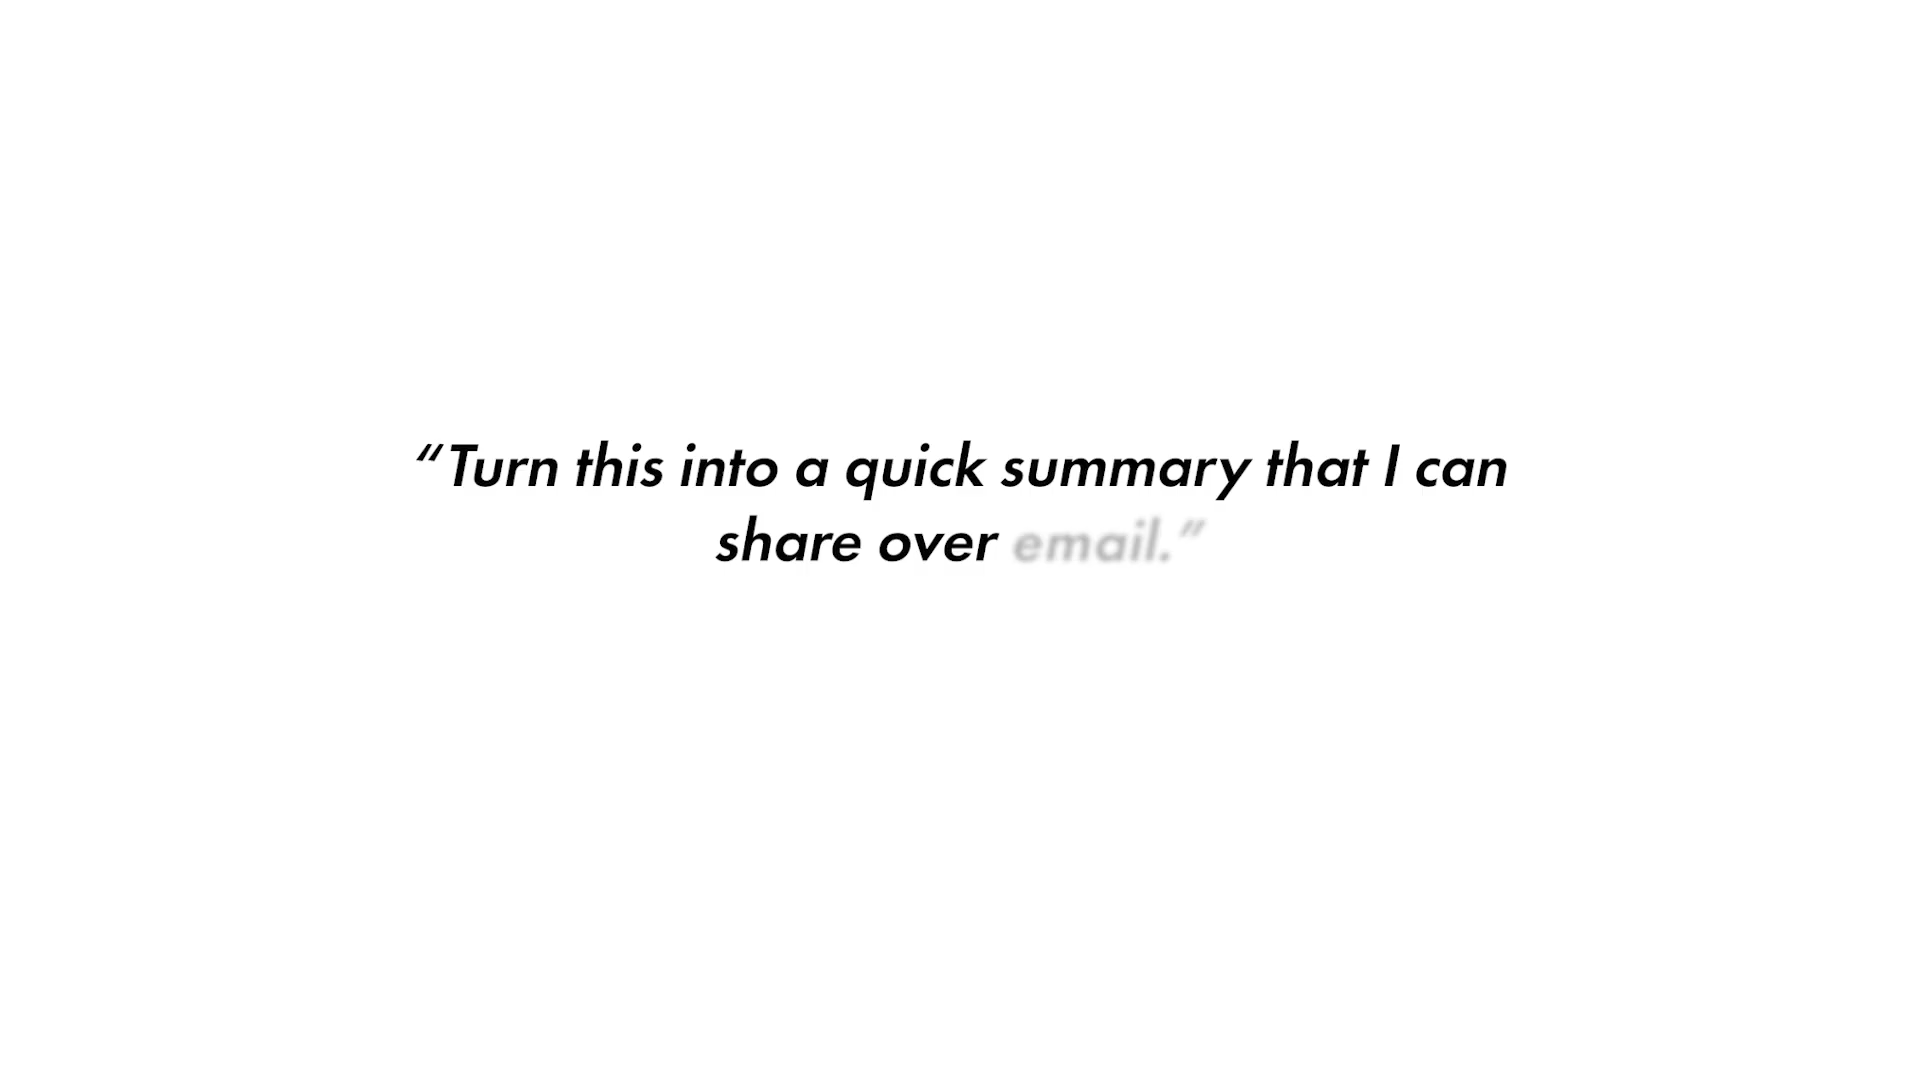 “Turn this into a quick summary that I can
share over email.”